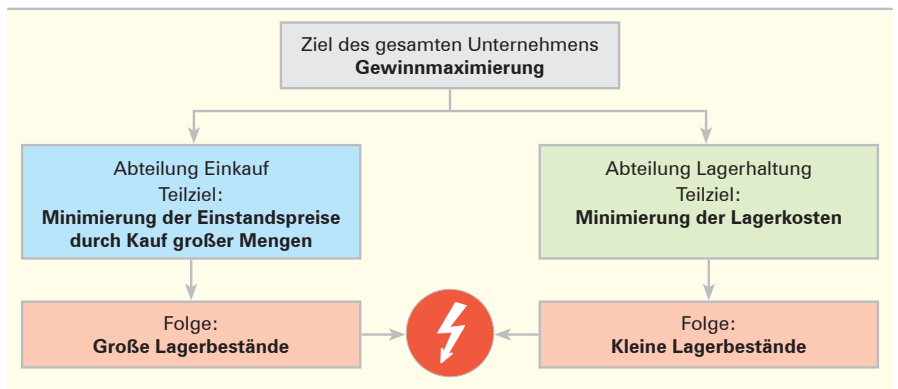 Ziel des gesamten Unternehmens
Gewinnmaximierung
Abteilung Einkauf
Teilziel:
Minimierung der Einstandspreise
durch Kauf großer Mengen
Abteilung Lagerhaltung
Teilziel:
Minimierung der Lagerkosten
Folge:
Große Lagerbestände
Folge:
Kleine Lagerbestände